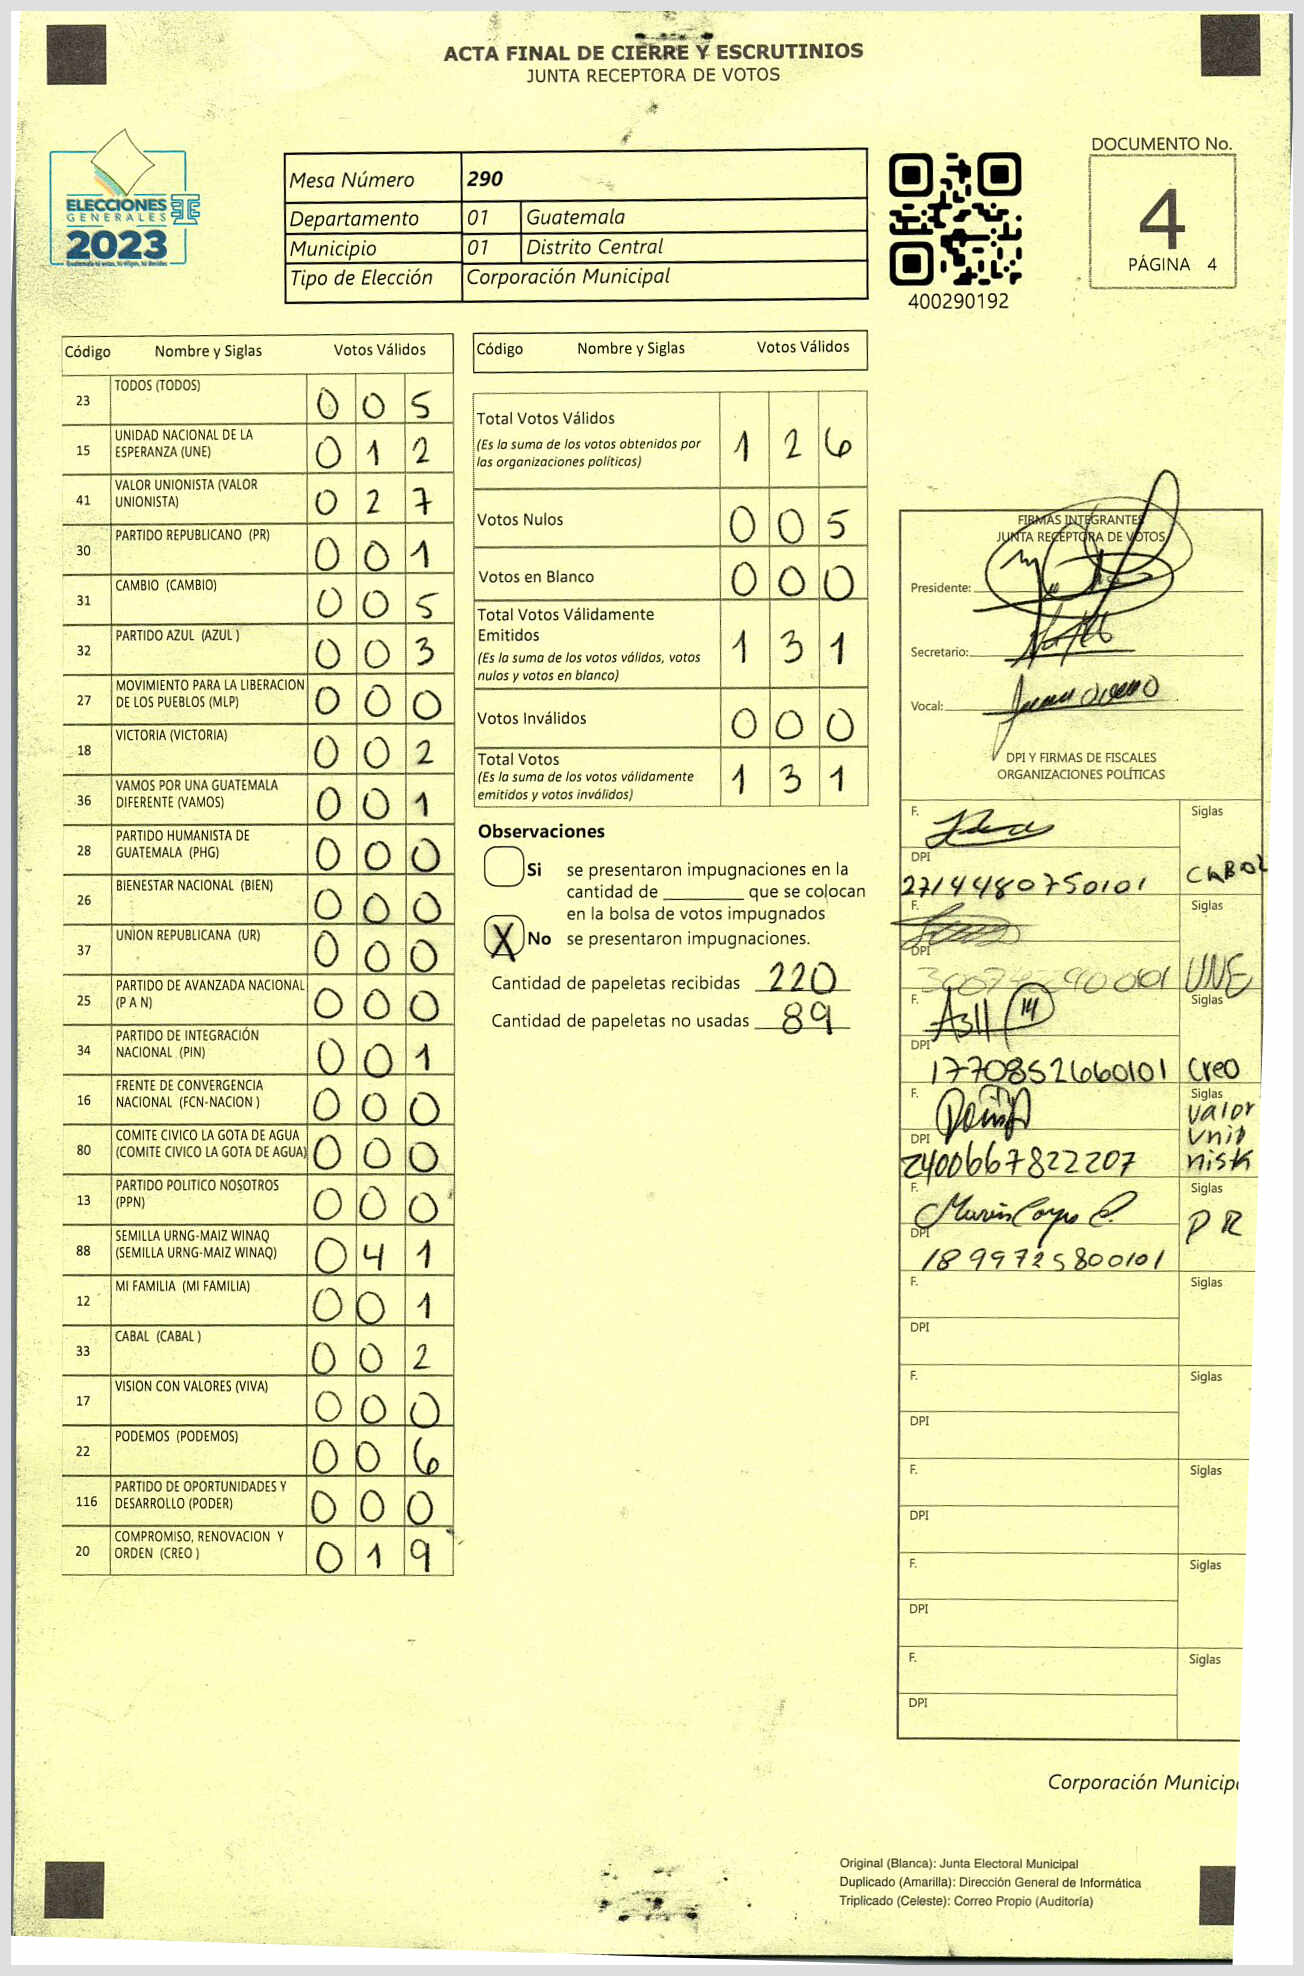 ACTA FINAL DE CIERRE Y ESCRUTINIOS
JUNTA RECEPTORA DE VOTOS
ELECCIONES
GENERALES
2023
Mesa Número 290
Departamento 01 Guatemala
Municipio 01 Distrito Central
Tipo de Elección Corporación Municipal
400290192
DOCUMENTO No.
4
PÁGINA 4
Código Nombre y Siglas Votos Válidos
23 TODOS (TODOS) 0 0 5
15 UNIDAD NACIONAL DE LA ESPERANZA (UNE) 0 1 2
41 VALOR UNIONISTA (VALOR UNIONISTA) 0 2 7
30 PARTIDO REPUBLICANO (PR) 0 0 1
31 CAMBIO (CAMBIO) 0 0 5
32 PARTIDO AZUL (AZUL ) 0 0 3
27 MOVIMIENTO PARA LA LIBERACION DE LOS PUEBLOS (MLP) 0 0 0
18 VICTORIA (VICTORIA) 0 0 2
36 VAMOS POR UNA GUATEMALA DIFERENTE (VAMOS) 0 0 1
28 PARTIDO HUMANISTA DE GUATEMALA (PHG) 0 0 0
26 BIENESTAR NACIONAL (BIEN) 0 0 0
37 UNION REPUBLICANA (UR) 0 0 0
25 PARTIDO DE AVANZADA NACIONAL (P A N) 0 0 0
34 PARTIDO DE INTEGRACIÓN NACIONAL (PIN) 0 0 1
16 FRENTE DE CONVERGENCIA NACIONAL (FCN-NACION ) 0 0 0
80 COMITE CIVICO LA GOTA DE AGUA (COMITE CIVICO LA GOTA DE AGUA) 0 0 0
13 PARTIDO POLITICO NOSOTROS (PPN) 0 0 0
88 SEMILLA URNG-MAIZ WINAQ (SEMILLA URNG-MAIZ WINAQ) 0 4 1
12 MI FAMILIA (MI FAMILIA) 0 0 1
33 CABAL (CABAL ) 0 0 2
17 VISION CON VALORES (VIVA) 0 0 0
22 PODEMOS (PODEMOS) 0 0 6
116 PARTIDO DE OPORTUNIDADES Y DESARROLLO (PODER) 0 0 0
20 COMPROMISO, RENOVACION Y ORDEN (CREO ) 0 1 9
Código Nombre y Siglas Votos Válidos
Total Votos Válidos 1 2 6
(Es la suma de los votos obtenidos por
las organizaciones políticas)
Votos Nulos 0 0 5
Votos en Blanco 0 0 0
Total Votos Válidamente
Emitidos 1 3 1
(Es la suma de los votos válidos, votos
nulos y votos en blanco)
Votos Inválidos 0 0 0
Total Votos 1 3 1
(Es la suma de los votos válidamente
emitidos y votos inválidos)
Observaciones
Si se presentaron impugnaciones en la
cantidad de ________ que se colocan
en la bolsa de votos impugnados
X No se presentaron impugnaciones.
Cantidad de papeletas recibidas 220
Cantidad de papeletas no usadas 89
FIRMAS INTEGRANTES
JUNTA RECEPTORA DE VOTOS
Presidente:
Secretario:
Vocal:
DPI Y FIRMAS DE FISCALES
ORGANIZACIONES POLÍTICAS
F. Siglas
DPI 2714480750101 CABAL
F. Siglas
DPI UNE
F. Siglas
DPI 1770852660101 Creo
F. Siglas
DPI 2400667822207 Valor Unionista
F. Siglas
DPI 1899725800101 PR
F. Siglas
DPI
F. Siglas
DPI
F. Siglas
DPI
F. Siglas
DPI
F. Siglas
DPI
Corporación Municip
Original (Blanca): Junta Electoral Municipal
Duplicado (Amarilla): Dirección General de Informática
Triplicado (Celeste): Correo Propio (Auditoría)